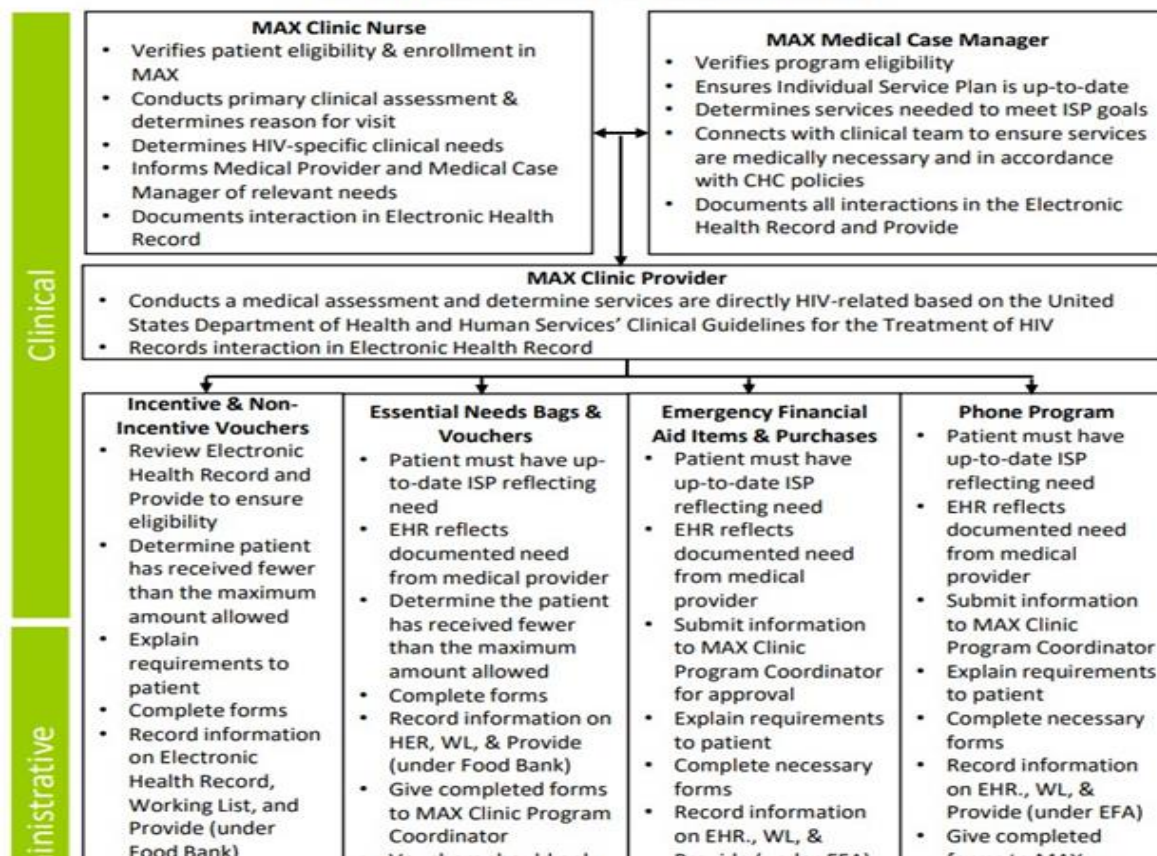 MAX Clinic Nurse
• Verifies patient eligibility & enrollment in
MAX
• Conducts primary clinical assessment &
determines reason for visit
• Determines HIV-specific clinical needs
• Informs Medical Provider and Medical Case
Manager of relevant needs
• Documents interaction in Electronic Health
Record
MAX Medical Case Manager
• Verifies program eligibility
• Ensures Individual Service Plan is up-to-date
• Determines services needed to meet ISP goals
• Connects with clinical team to ensure services
are medically necessary and in accordance
with CHC policies
• Documents all interactions in the Electronic
Health Record and Provide
Clinical
MAX Clinic Provider
• Conducts a medical assessment and determine services are directly HIV-related based on the United
States Department of Health and Human Services’ Clinical Guidelines for the Treatment of HIV
• Records interaction in Electronic Health Record
Incentive & Non-
Incentive Vouchers
• Review Electronic
Health Record and
Provide to ensure
eligibility
• Determine patient
has received fewer
than the maximum
amount allowed
• Explain
requirements to
patient
• Complete forms
• Record information
on Electronic
Health Record,
Working List, and
Provide (under
Food Bank)
Essential Needs Bags &
Vouchers
• Patient must have up-
to-date ISP reflecting
need
• EHR reflects
documented need
from medical provider
• Determine the patient
has received fewer
than the maximum
amount allowed
• Complete forms
• Record information on
HER, WL, & Provide
(under Food Bank)
• Give completed forms
to MAX Clinic Program
Coordinator
Emergency Financial
Aid Items & Purchases
• Patient must have
up-to-date ISP
reflecting need
• EHR reflects
documented need
from medical
provider
• Submit information
to MAX Clinic
Program Coordinator
for approval
• Explain requirements
to patient
• Complete necessary
forms
• Record information
on EHR., WL, &
Provide (under EFA)
Phone Program
• Patient must have
up-to-date ISP
reflecting need
• EHR reflects
documented need
from medical
provider
• Submit information
to MAX Clinic
Program Coordinator
• Explain requirements
to patient
• Complete necessary
forms
• Record information
on EHR., WL, &
Provide (under EFA)
• Give completed
inistrative